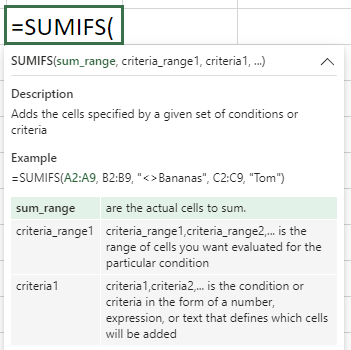 =SUMIFS(
SUMIFS(sum_range, criteria_range1, criteria1, ...)
Description
Adds the cells specified by a given set of conditions or
criteria
Example
=SUMIFS(A2:A9, B2:B9, "<>Bananas", C2:C9, "Tom")
sum_range are the actual cells to sum.
criteria_range1 criteria_range1,criteria_range2,... is the
range of cells you want evaluated for the
particular condition
criteria1 criteria1,criteria2,... is the condition or
criteria in the form of a number,
expression, or text that defines which cells
will be added